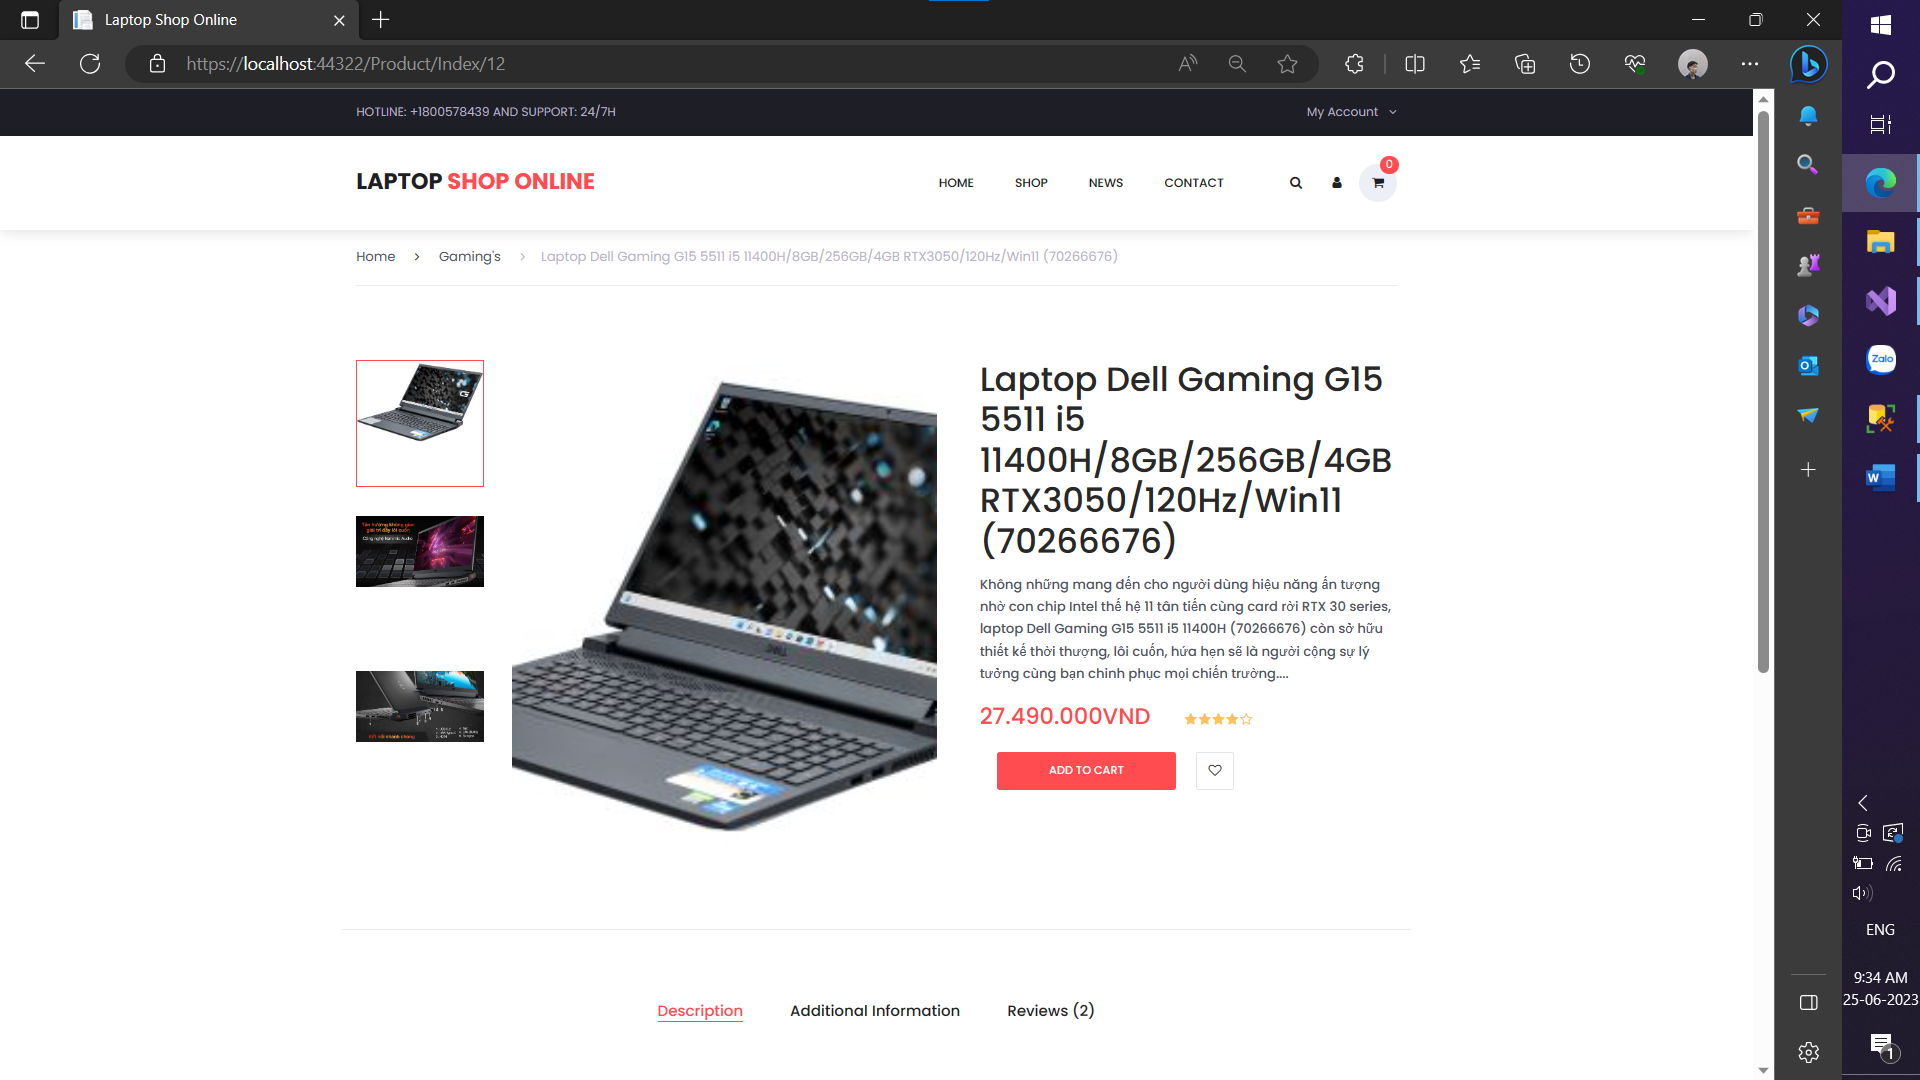 Laptop Shop Online
https://localhost:44322/Product/Index/12
HOTLINE: +1800578439 AND SUPPORT: 24/7H
My Account
LAPTOP SHOP ONLINE
HOME
SHOP
NEWS
CONTACT
0
Home > Gaming's > Laptop Dell Gaming G15 5511 i5 11400H/8GB/256GB/4GB RTX3050/120Hz/Win11 (70266676)
Laptop Dell Gaming G15
5511 i5
11400H/8GB/256GB/4GB
RTX3050/120Hz/Win11
(70266676)
Không những mang đến cho người dùng hiệu năng ấn tượng
nhờ con chip Intel thế hệ 11 tân tiến cùng card rời RTX 30 series,
laptop Dell Gaming G15 5511 i5 11400H (70266676) còn sở hữu
thiết kế thời thượng, lôi cuốn, hứa hẹn sẽ là người cộng sự lý
tưởng cùng bạn chinh phục mọi chiến trường....
27.490.000VND
ADD TO CART
Description
Additional Information
Reviews (2)
Zalo
ENG
9:34 AM
25-06-2023
1